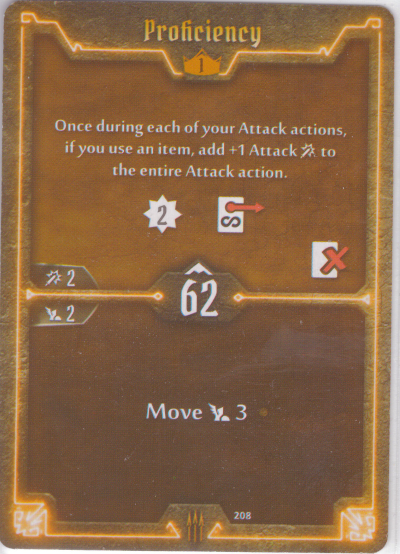 Proficiency
1
Once during each of your Attack actions,
if you use an item, add +1 Attack to
the entire Attack action.
2
2
62
2
Move 3
208